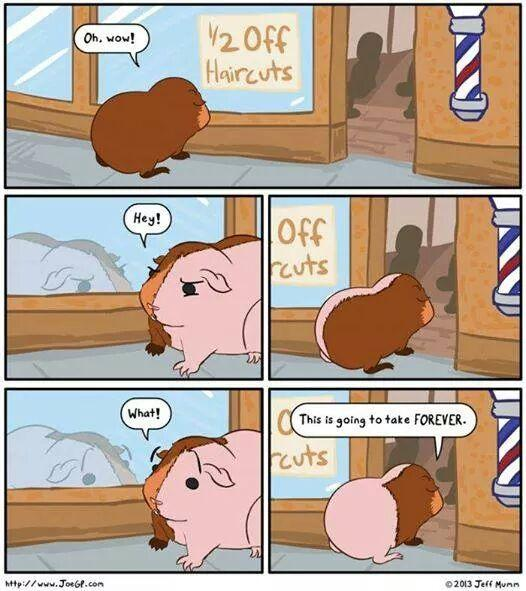 Oh, wow!
1/2 Off
Haircuts
Hey!
Off
rcuts
What!
This is going to take FOREVER.
rcuts
http://www.JoeGP.com
© 2013 Jeff Mumm